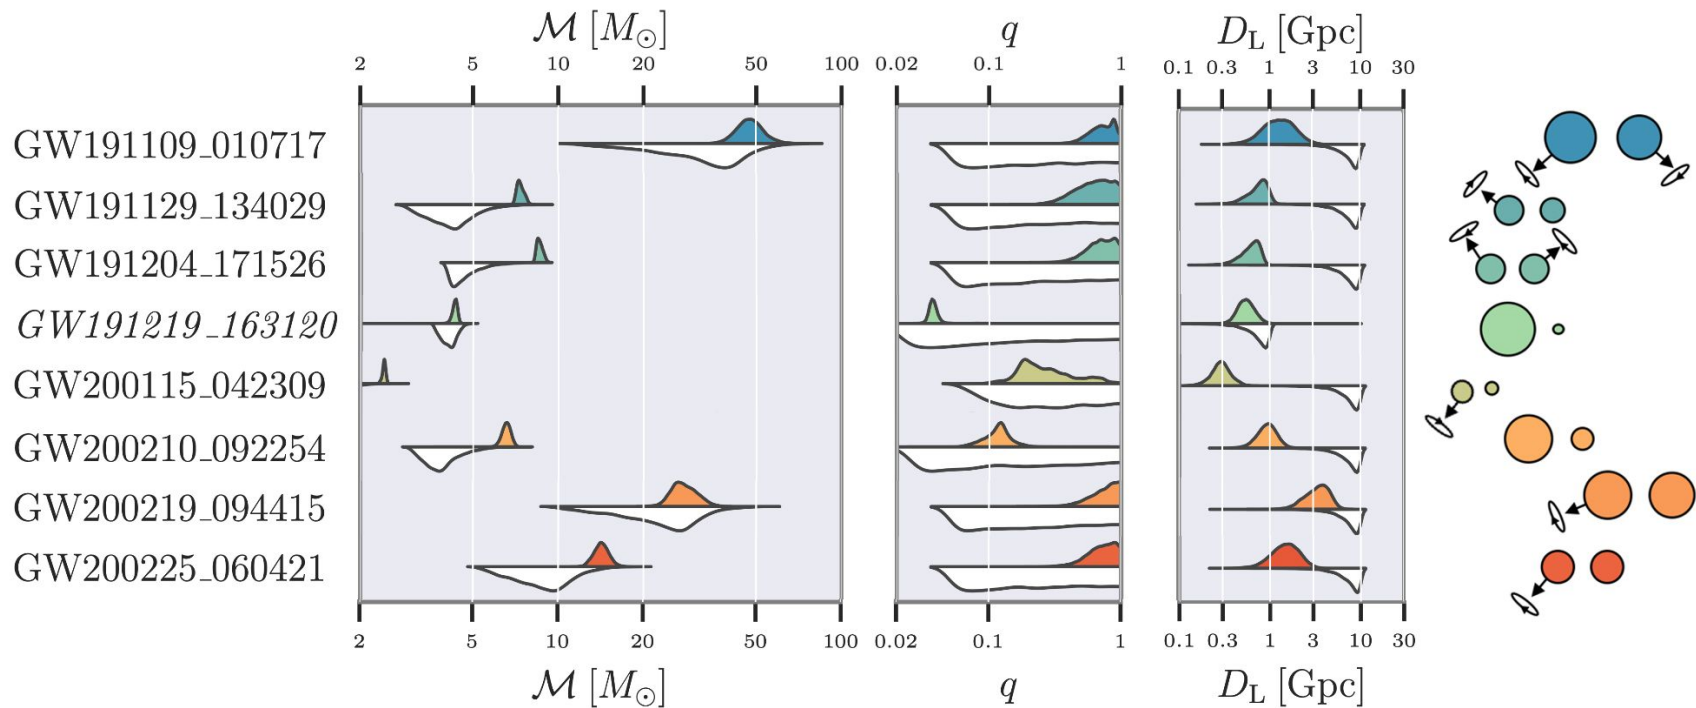 𝓜 [M☉] q D_L [Gpc]
2 5 10 20 50 100 0.02 0.1 1 0.1 0.3 1 3 10 30
GW191109_010717
GW191129_134029
GW191204_171526
GW191219_163120
GW200115_042309
GW200210_092254
GW200219_094415
GW200225_060421
2 5 10 20 50 100 0.02 0.1 1 0.1 0.3 1 3 10 30
𝓜 [M☉] q D_L [Gpc]